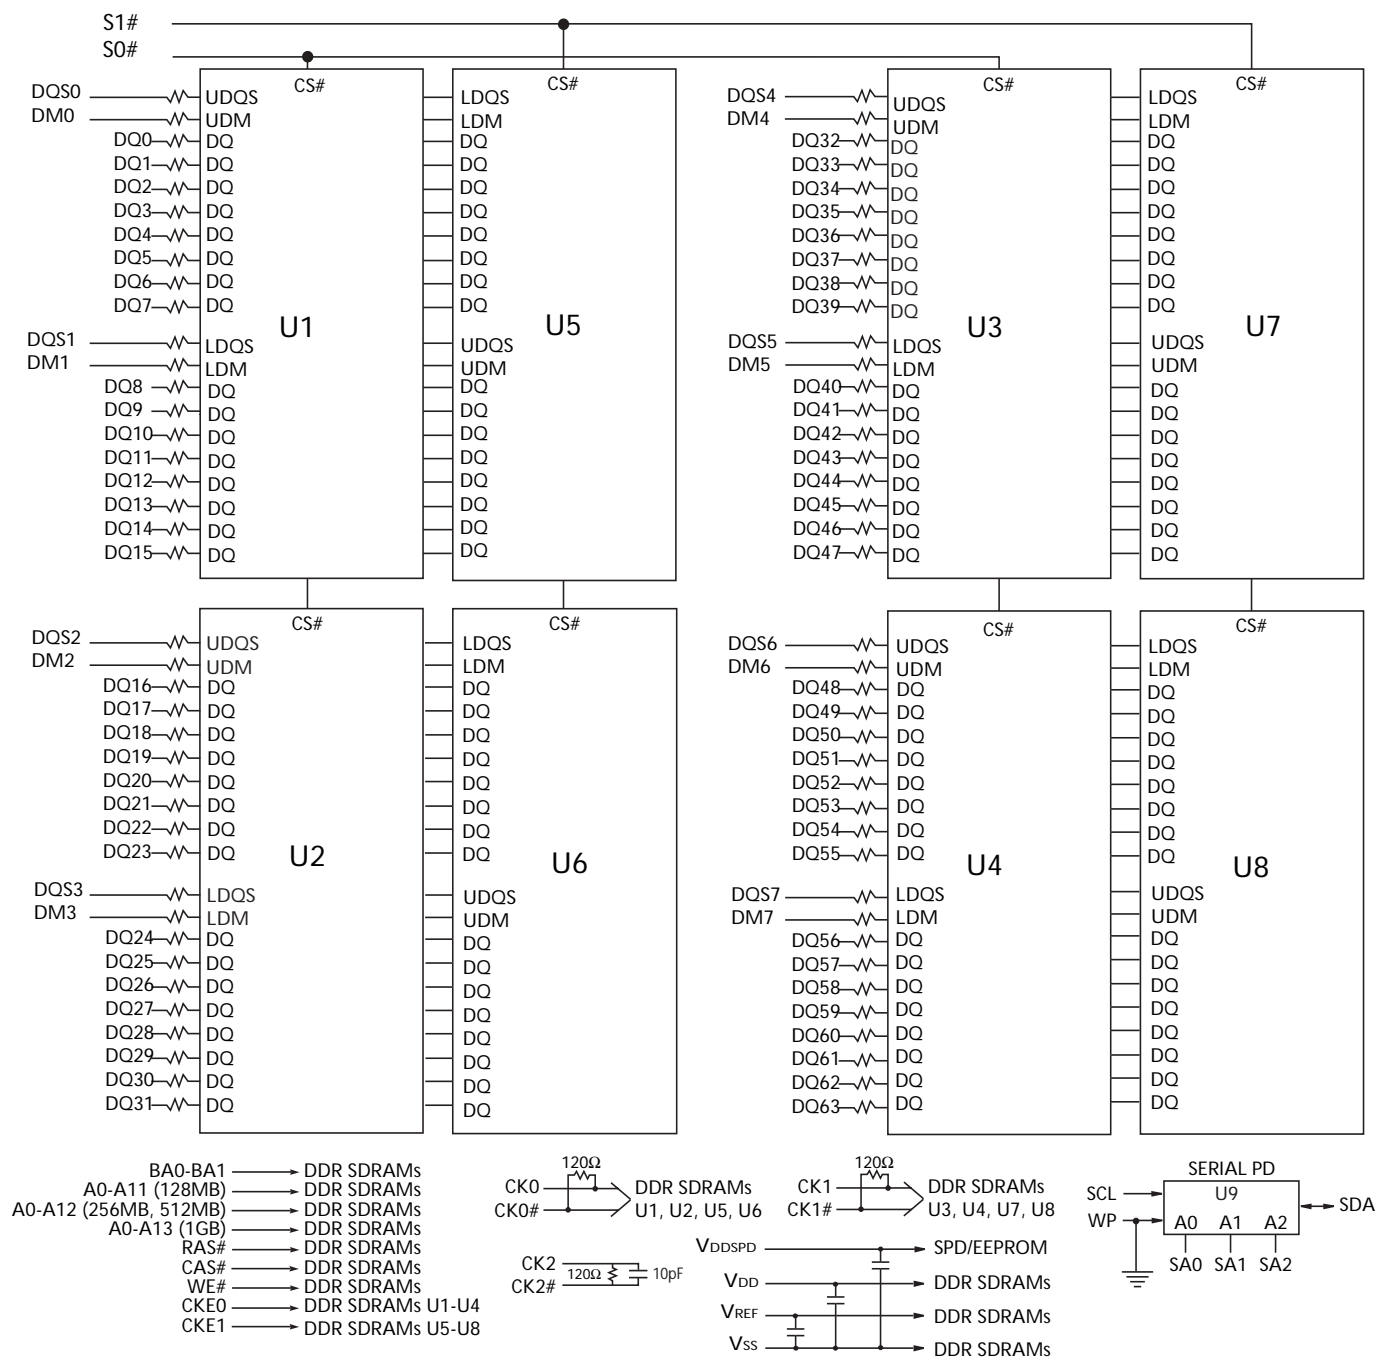 S1#
S0#
CS# CS# CS# CS#
DQS0 UDQS LDQS DQS4 UDQS LDQS
DM0 UDM LDM DM4 UDM LDM
DQ0 DQ DQ DQ32 DQ DQ
DQ1 DQ DQ DQ33 DQ DQ
DQ2 DQ DQ DQ34 DQ DQ
DQ3 DQ DQ DQ35 DQ DQ
DQ4 DQ DQ DQ36 DQ DQ
DQ5 DQ DQ DQ37 DQ DQ
DQ6 DQ DQ DQ38 DQ DQ
DQ7 DQ DQ DQ39 DQ DQ
U1 U5 U3 U7
DQS1 LDQS UDQS DQS5 LDQS UDQS
DM1 LDM UDM DM5 LDM UDM
DQ8 DQ DQ DQ40 DQ DQ
DQ9 DQ DQ DQ41 DQ DQ
DQ10 DQ DQ DQ42 DQ DQ
DQ11 DQ DQ DQ43 DQ DQ
DQ12 DQ DQ DQ44 DQ DQ
DQ13 DQ DQ DQ45 DQ DQ
DQ14 DQ DQ DQ46 DQ DQ
DQ15 DQ DQ DQ47 DQ DQ
CS# CS# CS# CS#
DQS2 UDQS LDQS DQS6 UDQS LDQS
DM2 UDM LDM DM6 UDM LDM
DQ16 DQ DQ DQ48 DQ DQ
DQ17 DQ DQ DQ49 DQ DQ
DQ18 DQ DQ DQ50 DQ DQ
DQ19 DQ DQ DQ51 DQ DQ
DQ20 DQ DQ DQ52 DQ DQ
DQ21 DQ DQ DQ53 DQ DQ
DQ22 DQ DQ DQ54 DQ DQ
DQ23 DQ DQ DQ55 DQ DQ
U2 U6 U4 U8
DQS3 LDQS UDQS DQS7 LDQS UDQS
DM3 LDM UDM DM7 LDM UDM
DQ24 DQ DQ DQ56 DQ DQ
DQ25 DQ DQ DQ57 DQ DQ
DQ26 DQ DQ DQ58 DQ DQ
DQ27 DQ DQ DQ59 DQ DQ
DQ28 DQ DQ DQ60 DQ DQ
DQ29 DQ DQ DQ61 DQ DQ
DQ30 DQ DQ DQ62 DQ DQ
DQ31 DQ DQ DQ63 DQ DQ
BA0-BA1 DDR SDRAMs
A0-A11 (128MB) DDR SDRAMs
A0-A12 (256MB, 512MB) DDR SDRAMs
A0-A13 (1GB) DDR SDRAMs
RAS# DDR SDRAMs
CAS# DDR SDRAMs
WE# DDR SDRAMs
CKE0 DDR SDRAMs U1-U4
CKE1 DDR SDRAMs U5-U8
120Ω
CK0 DDR SDRAMs
CK0# U1, U2, U5, U6
CK2
120Ω 10pF
CK2#
120Ω
CK1 DDR SDRAMs
CK1# U3, U4, U7, U8
VDDSPD SPD/EEPROM
VDD DDR SDRAMs
VREF DDR SDRAMs
VSS DDR SDRAMs
SERIAL PD
SCL U9 SDA
WP A0 A1 A2
SA0 SA1 SA2